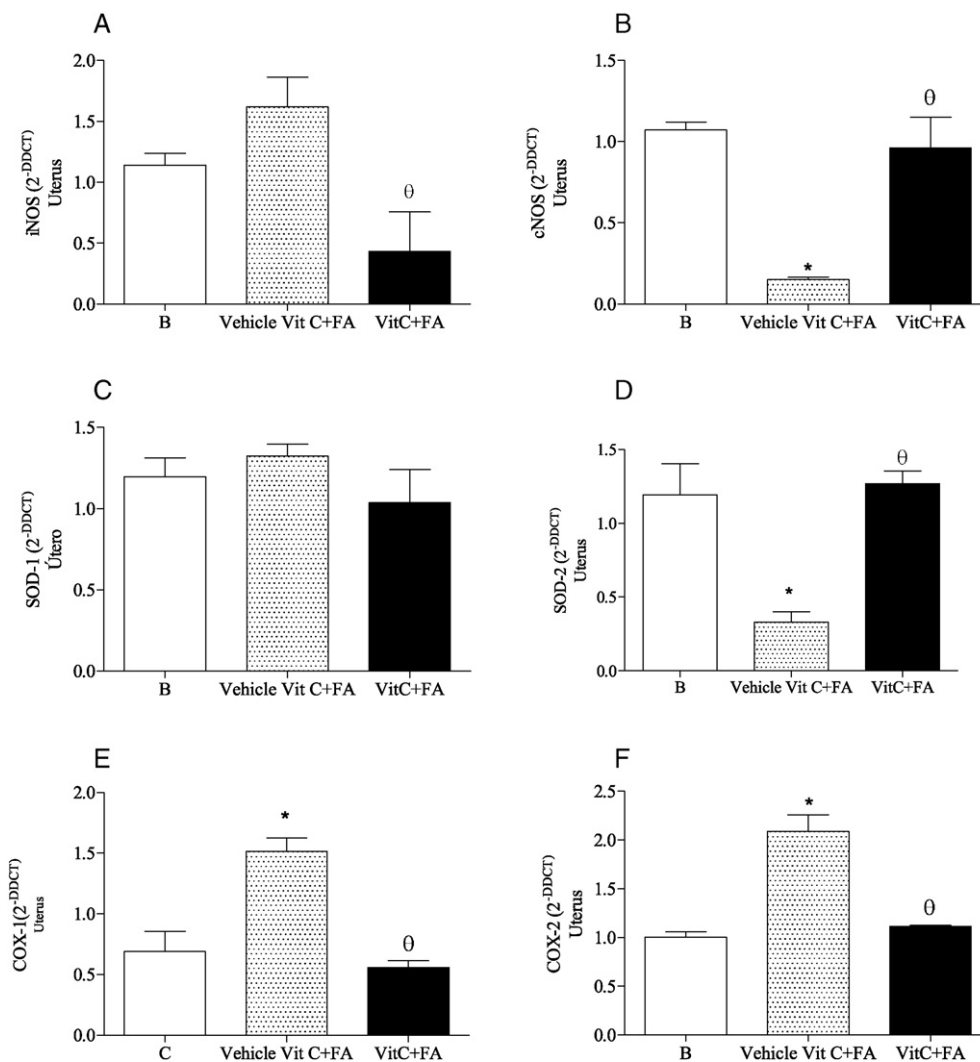 A
2.0
1.5
1.0
0.5
0.0
iNOS (2-DDCT)
Uterus
θ
B
Vehicle Vit C+FA
VitC+FA
B
1.5
1.0
0.5
0.0
cNOS (2-DDCT)
Uterus
*
θ
B
Vehicle Vit C+FA
VitC+FA
C
1.5
1.0
0.5
0.0
SOD-1 (2-DDCT)
Útero
B
Vehicle Vit C+FA
VitC+FA
D
1.5
1.0
0.5
0.0
SOD-2 (2-DDCT)
Uterus
*
θ
B
Vehicle Vit C+FA
VitC+FA
E
2.0
1.5
1.0
0.5
0.0
COX-1(2-DDCT)
Uterus
*
θ
C
Vehicle Vit C+FA
VitC+FA
F
2.5
2.0
1.5
1.0
0.5
0.0
COX-2 (2-DDCT)
Uterus
*
θ
B
Vehicle Vit C+FA
VitC+FA